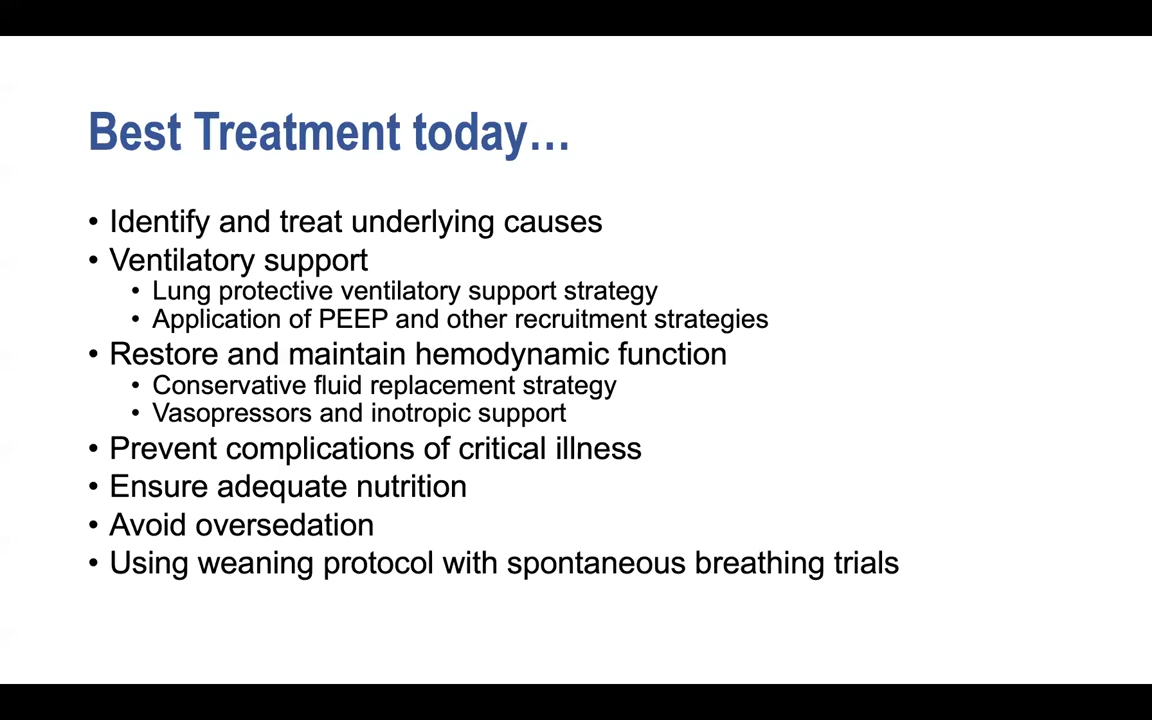 Best Treatment today…
• Identify and treat underlying causes
• Ventilatory support
• Lung protective ventilatory support strategy
• Application of PEEP and other recruitment strategies
• Restore and maintain hemodynamic function
• Conservative fluid replacement strategy
• Vasopressors and inotropic support
• Prevent complications of critical illness
• Ensure adequate nutrition
• Avoid oversedation
• Using weaning protocol with spontaneous breathing trials